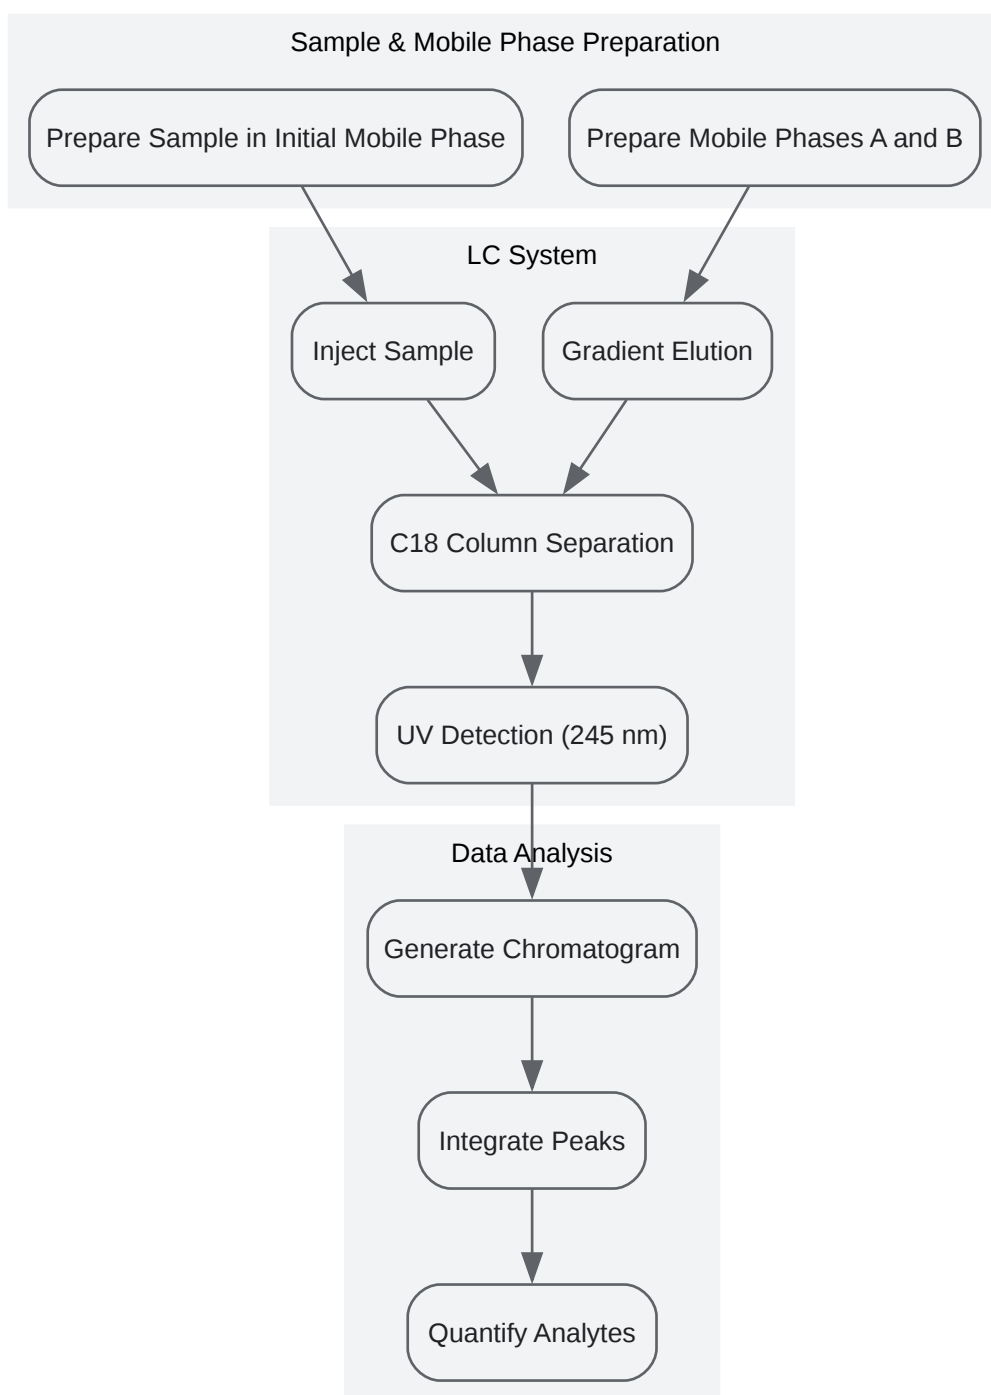 Sample & Mobile Phase Preparation
Prepare Sample in Initial Mobile Phase
Prepare Mobile Phases A and B
LC System
Inject Sample
Gradient Elution
C18 Column Separation
UV Detection (245 nm)
Data Analysis
Generate Chromatogram
Integrate Peaks
Quantify Analytes